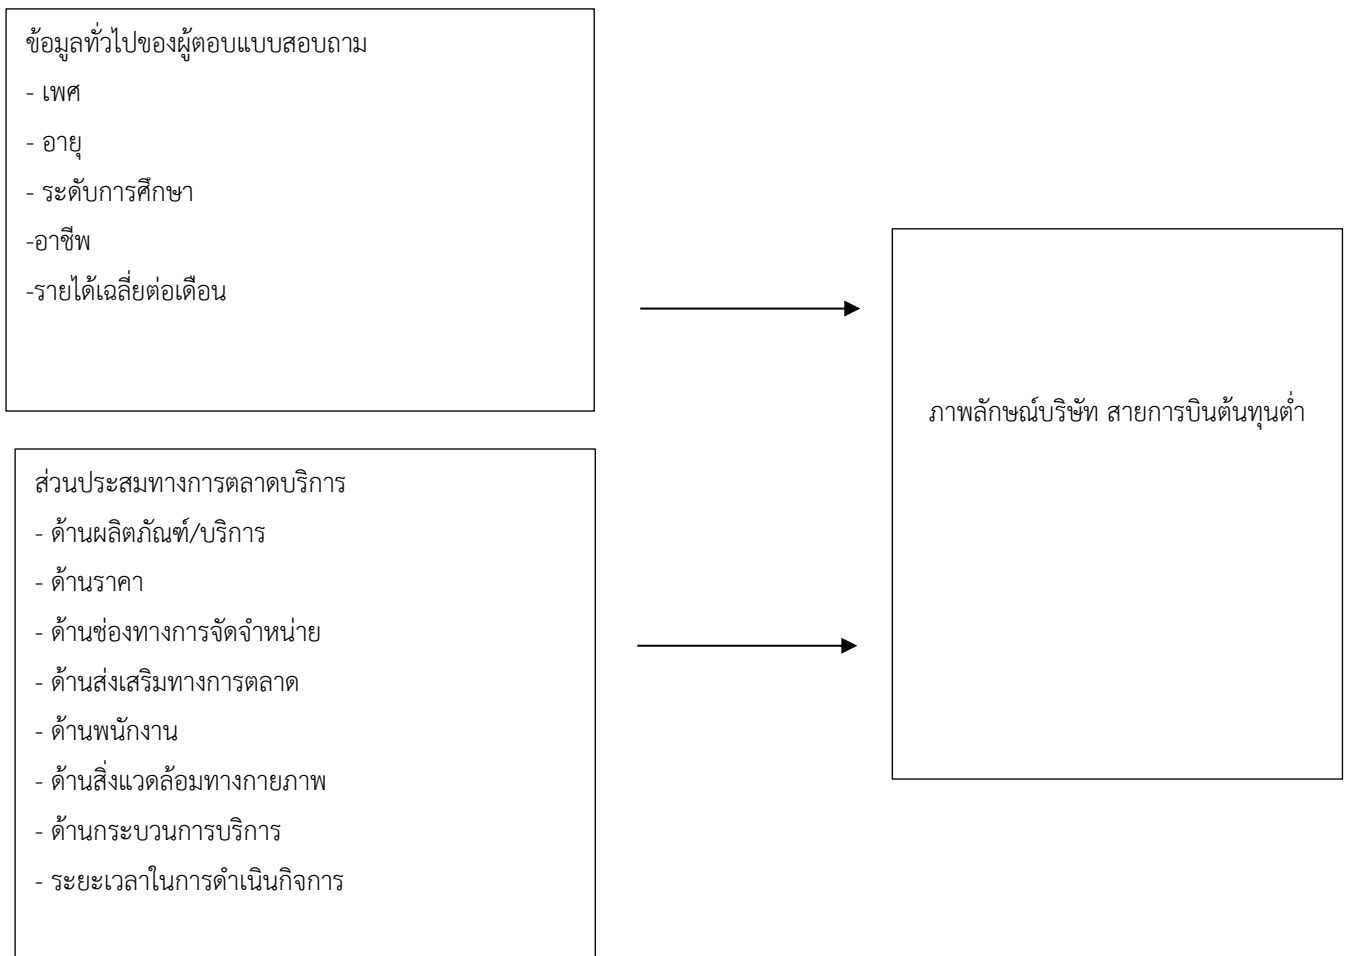 ข้อมูลทั่วไปของผู้ตอบแบบสอบถาม
- เพศ
- อายุ
- ระดับการศึกษา
-อาชีพ
-รายได้เฉลี่ยต่อเดือน
ภาพลักษณ์บริษัท สายการบินต้นทุนต่ำ
ส่วนประสมทางการตลาดบริการ
- ด้านผลิตภัณฑ์/บริการ
- ด้านราคา
- ด้านช่องทางการจัดจำหน่าย
- ด้านส่งเสริมทางการตลาด
- ด้านพนักงาน
- ด้านสิ่งแวดล้อมทางกายภาพ
- ด้านกระบวนการบริการ
- ระยะเวลาในการดำเนินกิจการ